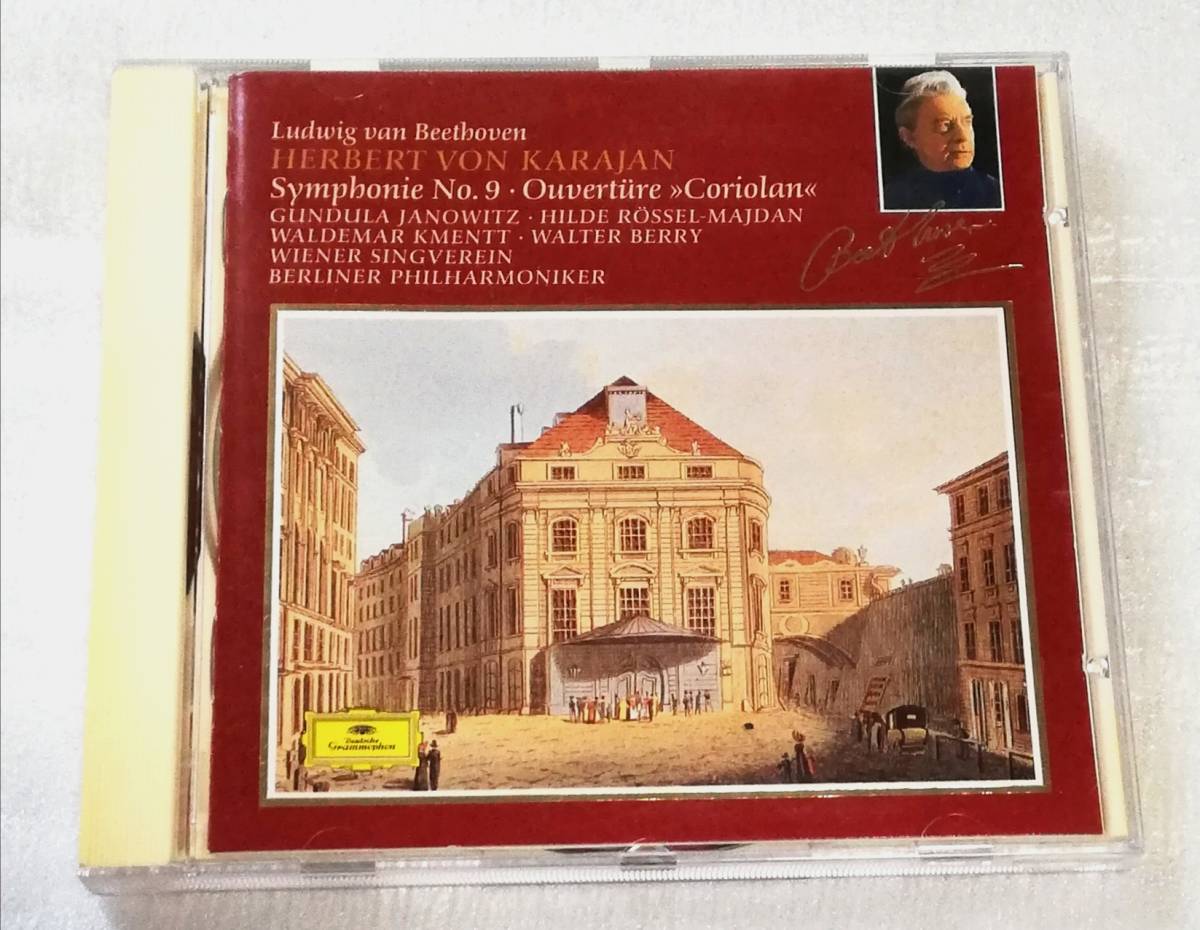 Ludwig van Beethoven
HERBERT VON KARAJAN
Symphonie No. 9 · Ouvertüre »Coriolan«
GUNDULA JANOWITZ · HILDE RÖSSEL-MAJDAN
WALDEMAR KMENTT · WALTER BERRY
WIENER SINGVEREIN
BERLINER PHILHARMONIKER
Beethoven
Deutsche
Grammophon